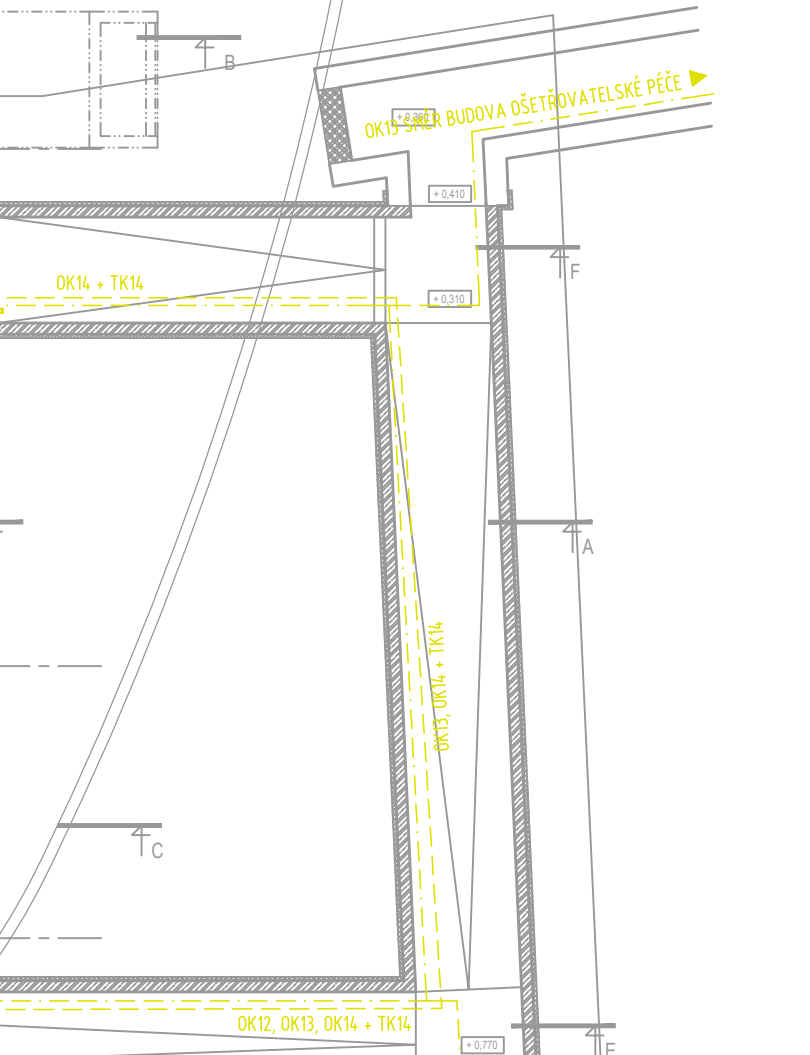 B
OK13 SMĚR BUDOVA OŠETŘOVATELSKÉ PÉČE
+ 0,410
F
OK14 + TK14
+ 0,310
A
OK13, OK14 + TK14
C
OK12, OK13, OK14 + TK14
+ 0,770